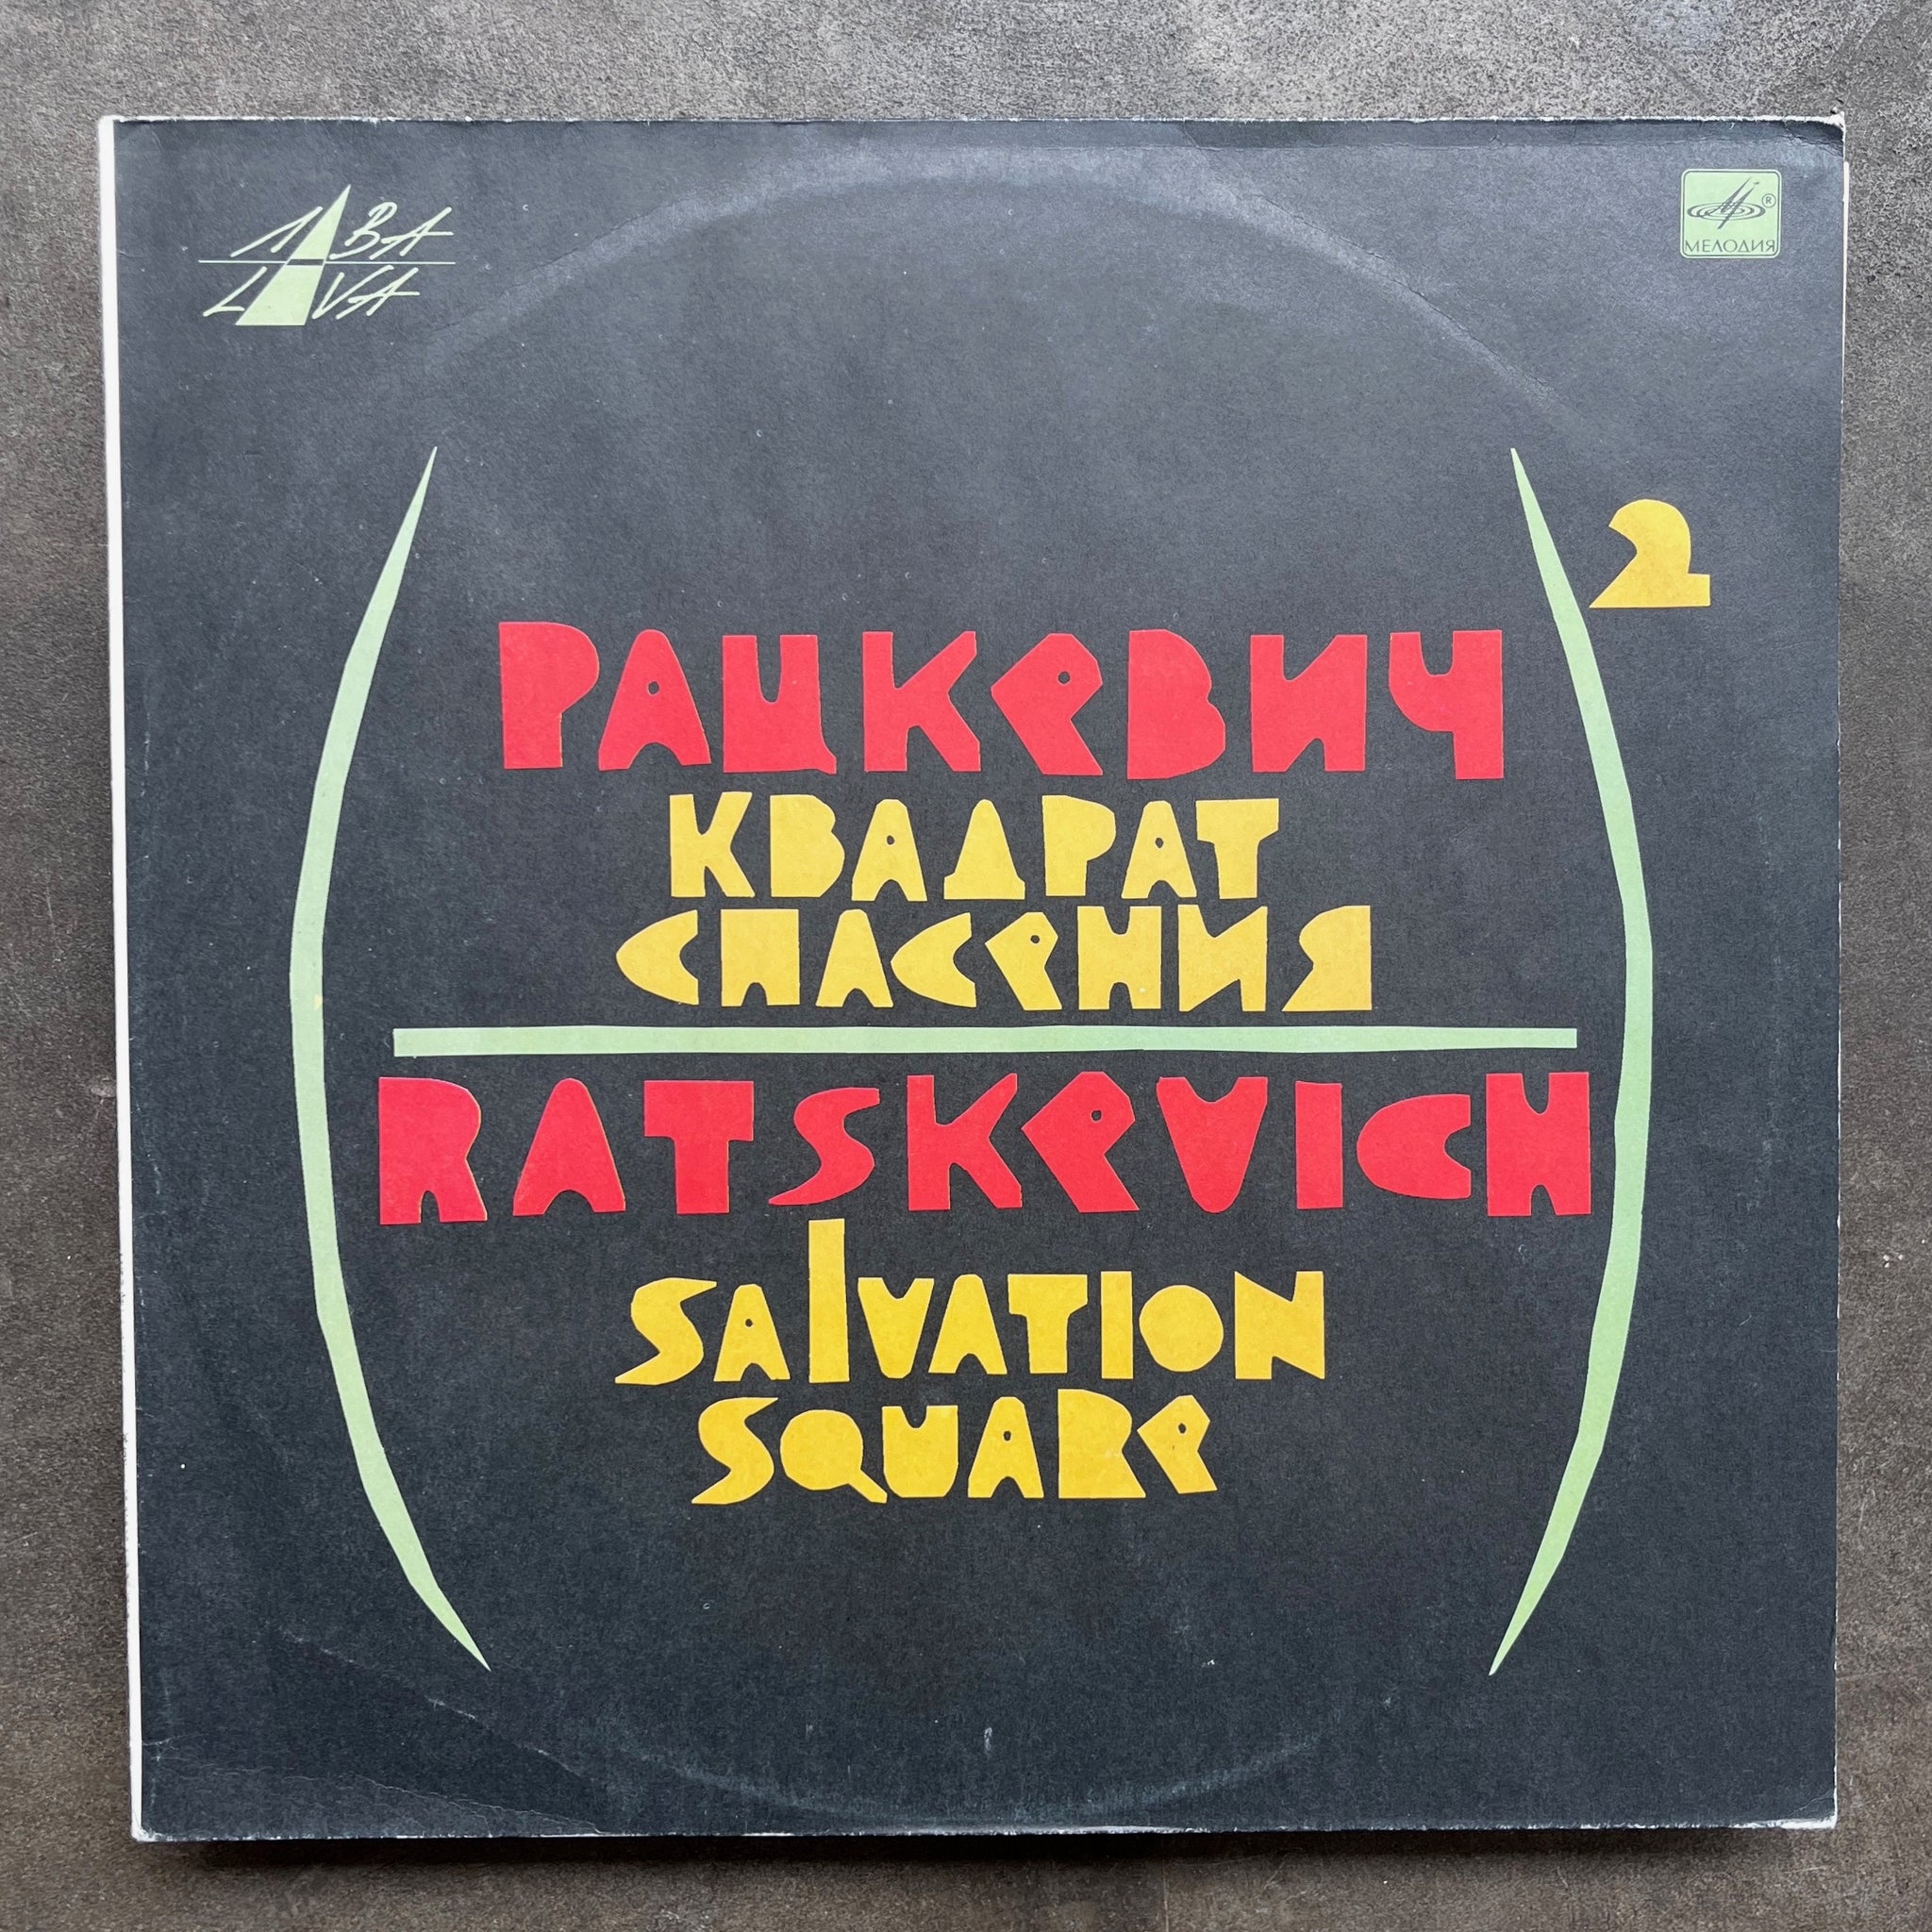 ЛАВА
LAVA
МЕЛОДИЯ
®
2
РАЦКЕВИЧ
КВАДРАТ
СПАСЕНИЯ
RATSKEVICH
SALVATION
SQUARE